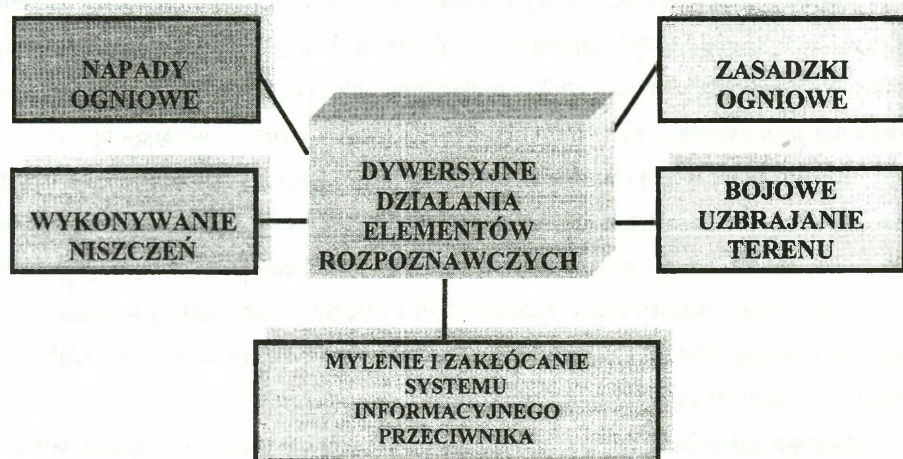 NAPADY
OGNIOWE
ZASADZKI
OGNIOWE
DYWERSYJNE
DZIAŁANIA
ELEMENTÓW
ROZPOZNAWCZYCH
WYKONYWANIE
NISZCZEŃ
BOJOWE
UZBRAJANIE
TERENU
MYLENIE I ZAKŁÓCANIE
SYSTEMU
INFORMACYJNEGO
PRZECIWNIKA